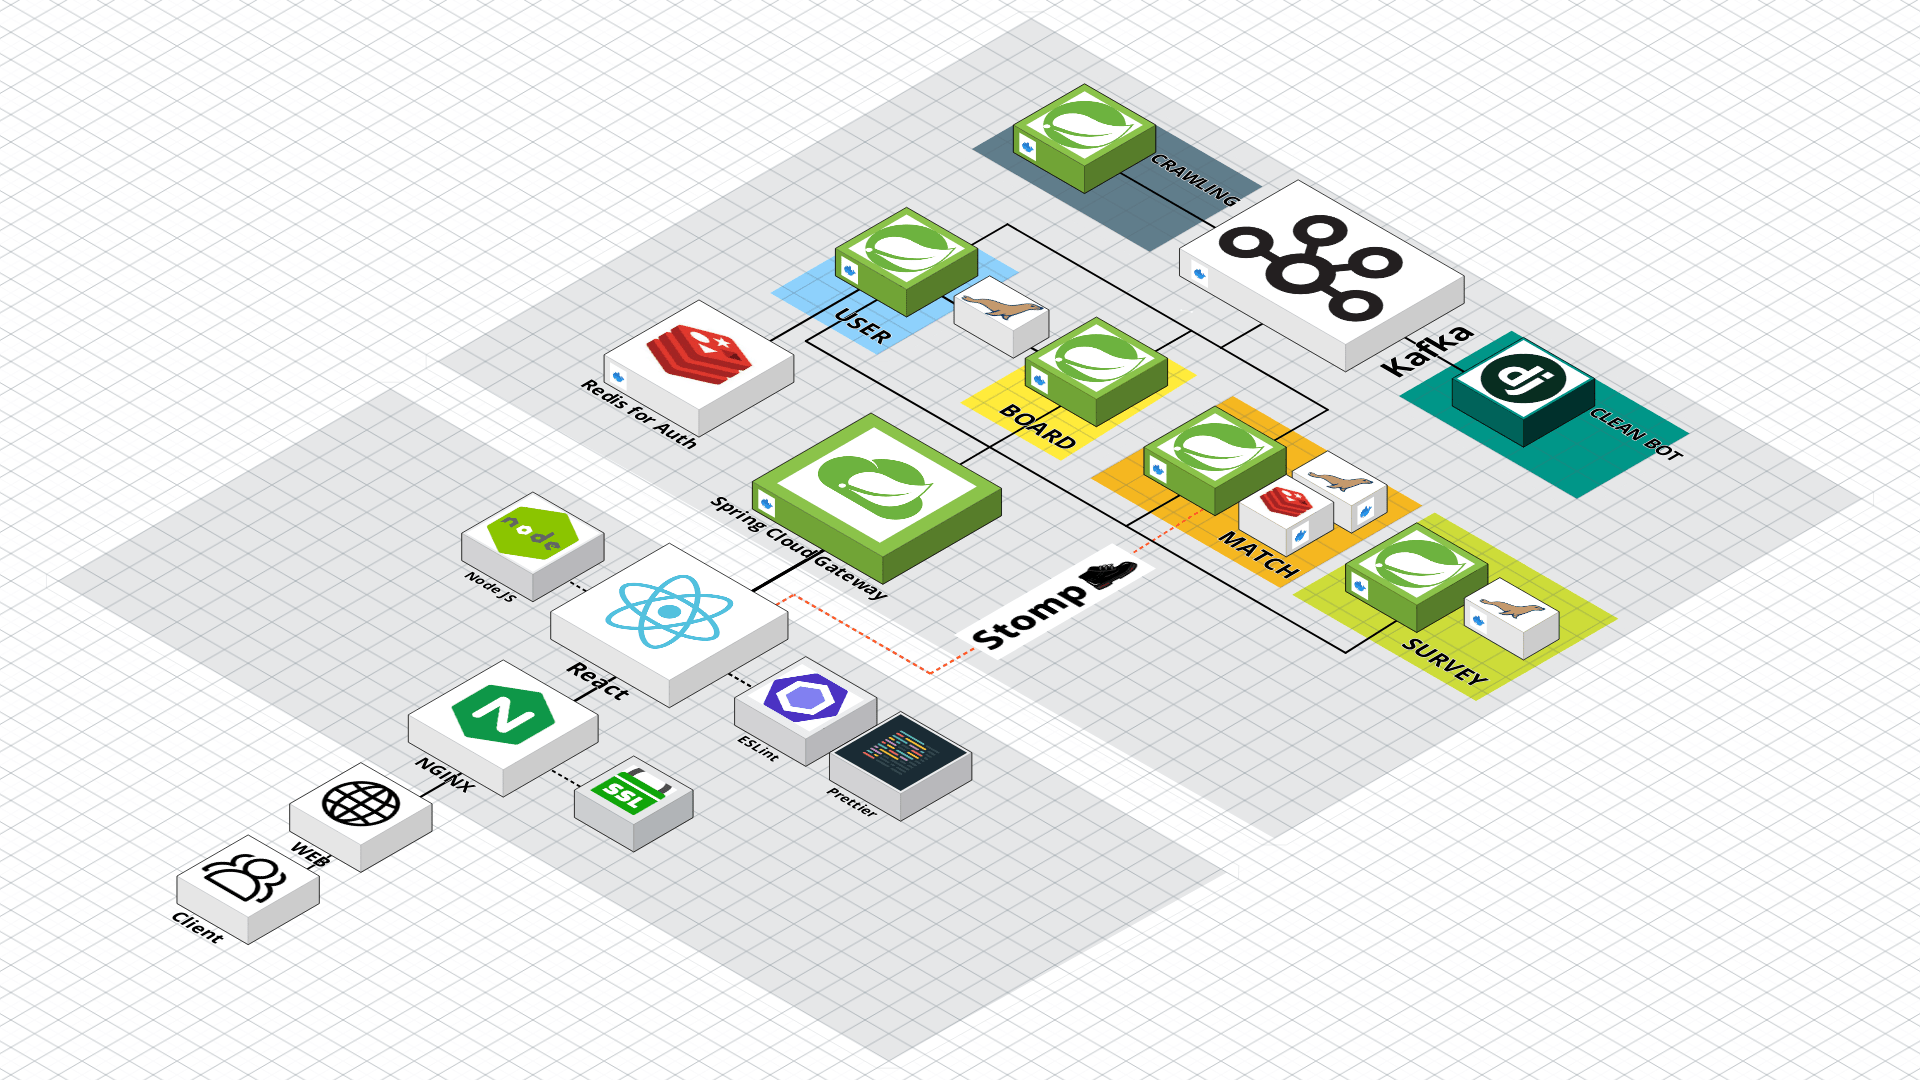 CRAWLING
USER
Kafka
Redis for Auth
BOARD
CLEAN BOT
dj
Spring Cloud Gateway
node
Node JS
MATCH
Stomp
React
SURVEY
NGINX
ESLint
SSL
Prettier
WEB
Client